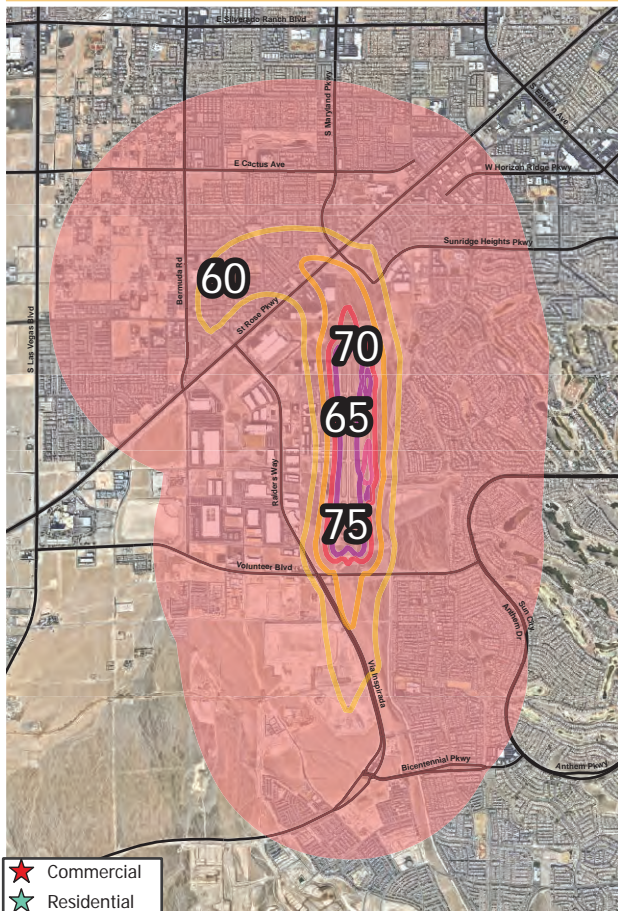 E Silverado Ranch Blvd
S Maryland Pkwy
S Eastern Ave
E Cactus Ave
W Horizon Ridge Pkwy
Sunridge Heights Pkwy
Bermuda Rd
60
St Rose Pkwy
S Las Vegas Blvd
70
65
Raiders Way
75
Volunteer Blvd
Sun City
Anthem Dr
Via Inspirada
Bicentennial Pkwy
Anthem Pkwy
Commercial
Residential